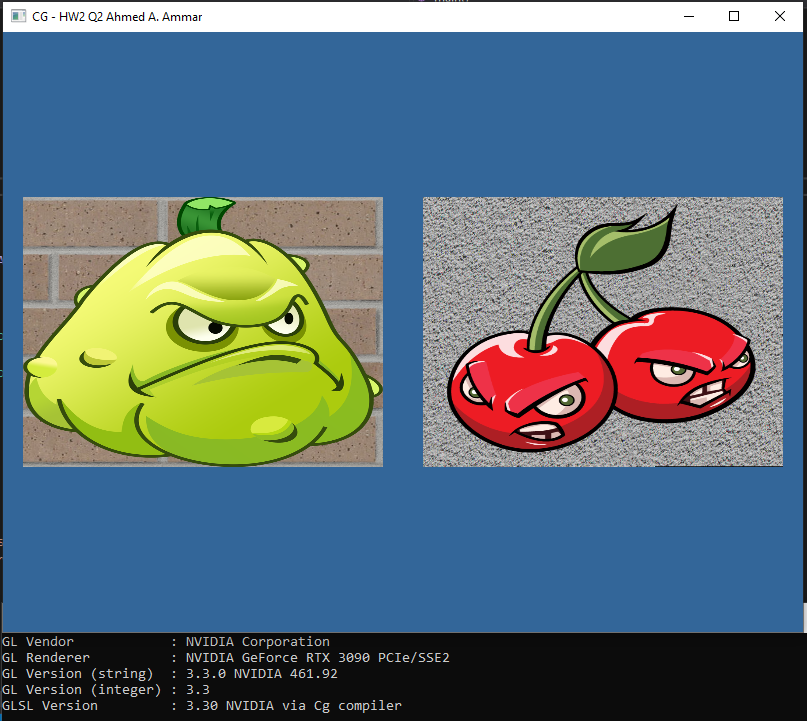 CG - HW2 Q2 Ahmed A. Ammar
GL Vendor            : NVIDIA Corporation
GL Renderer          : NVIDIA GeForce RTX 3090 PCIe/SSE2
GL Version (string)  : 3.3.0 NVIDIA 461.92
GL Version (integer) : 3.3
GLSL Version         : 3.30 NVIDIA via Cg compiler